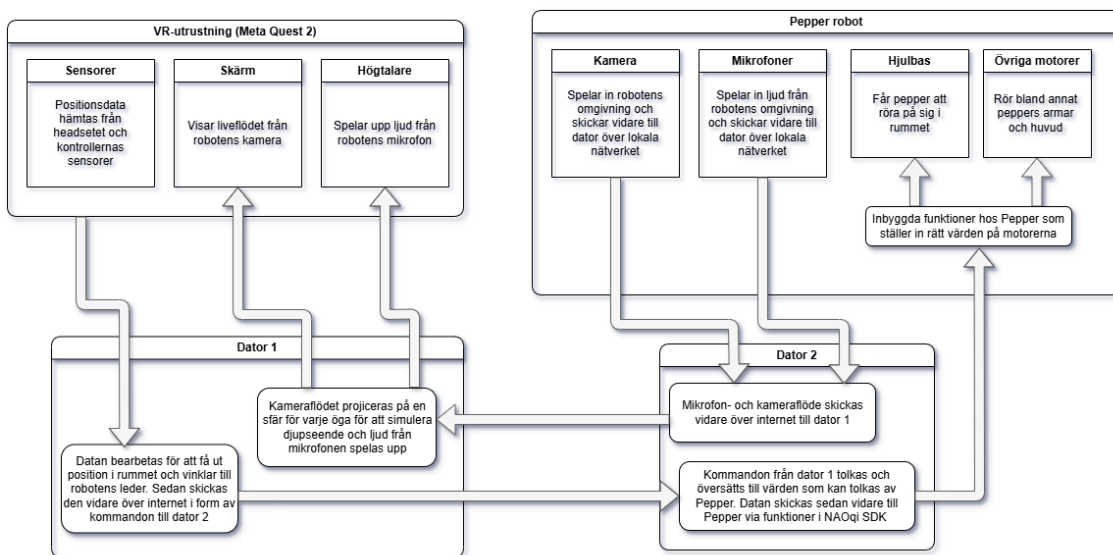 VR-utrustning (Meta Quest 2)
Sensorer
Positionsdata
hämtas från
headsetet och
kontrollernas
sensorer
Skärm
Visar liveflödet från
robotens kamera
Högtalare
Spelar upp ljud från
robotens mikrofon
Pepper robot
Kamera
Spelar in robotens
omgivning och
skickar vidare till
dator över lokala
nätverket
Mikrofoner
Spelar in ljud från
robotens omgivning
och skickar vidare till
dator över lokala
nätverket
Hjulbas
Får pepper att
röra på sig i
rummet
Övriga motorer
Rör bland annat
peppers armar
och huvud
Inbyggda funktioner hos Pepper som
ställer in rätt värden på motorerna
Dator 1
Kameraflödet projiceras på en
sfär för varje öga för att simulera
djupseende och ljud från
mikrofonen spelas upp
Datan bearbetas för att få ut
position i rummet och vinklar till
robotens leder. Sedan skickas
den vidare över internet i form av
kommandon till dator 2
Dator 2
Mikrofon- och kameraflöde skickas
vidare över internet till dator 1
Kommandon från dator 1 tolkas och
översätts till värden som kan tolkas av
Pepper. Datan skickas sedan vidare till
Pepper via funktioner i NAOqi SDK